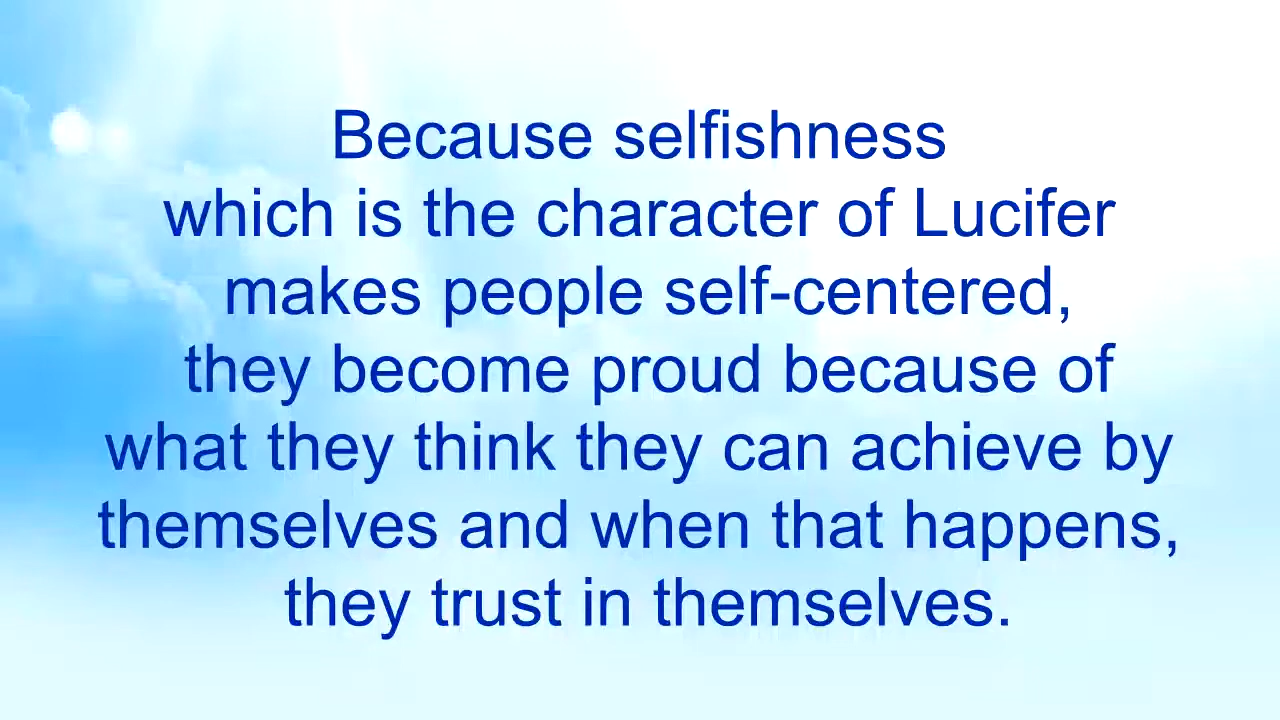 Because selfishness
which is the character of Lucifer
makes people self-centered,
they become proud because of
what they think they can achieve by
themselves and when that happens,
they trust in themselves.